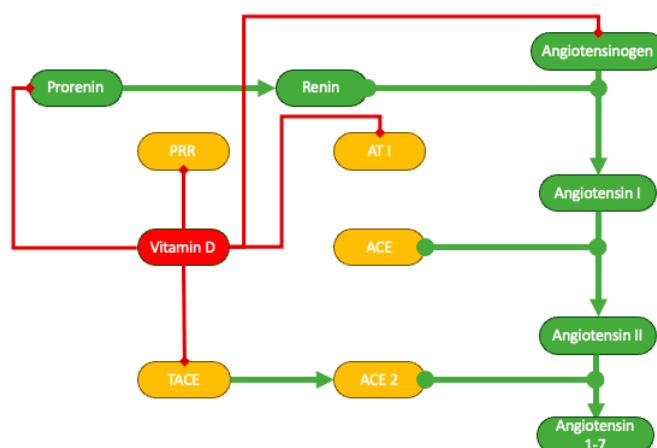 Angiotensinogen
Prorenin
Renin
PRR
AT I
Angiotensin I
Vitamin D
ACE
Angiotensin II
TACE
ACE 2
Angiotensin
1-7